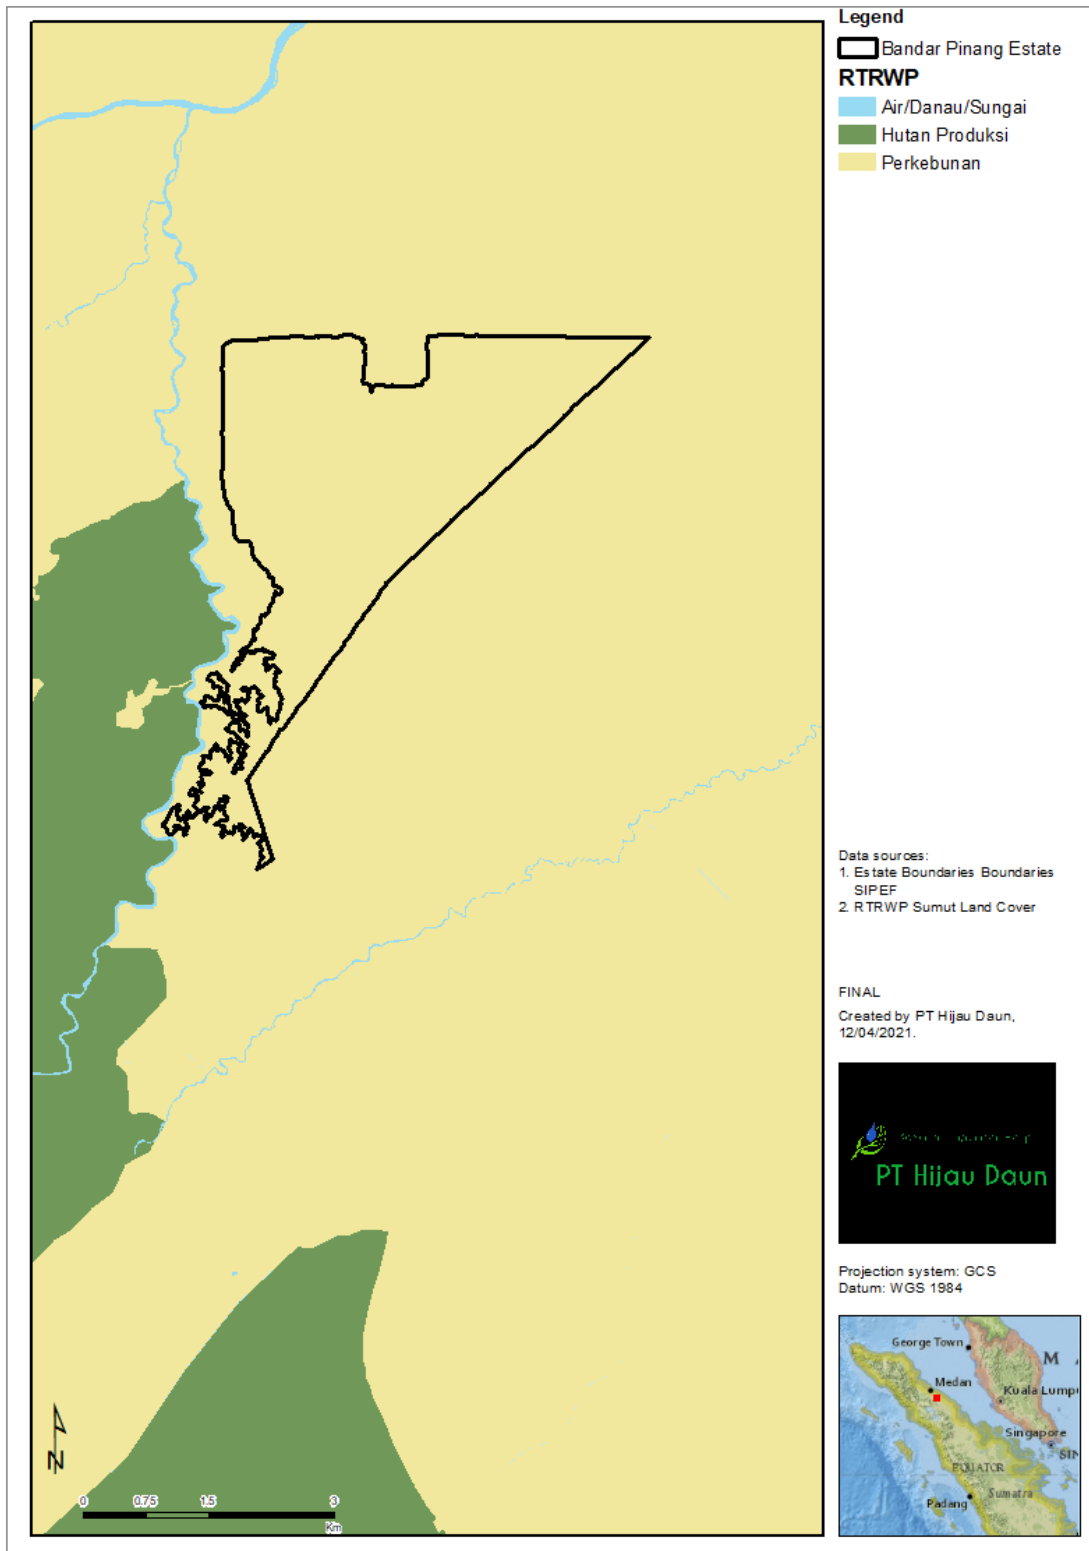 Legend
Bandar Pinang Estate
RTRWP
Air/Danau/Sungai
Hutan Produksi
Perkebunan
Data sources:
1. Estate Boundaries Boundaries
SIPEF
2. RTRWP Sumut Land Cover
FINAL
Created by PT Hijau Daun,
12/04/2021.
PT Hijau Daun
Projection system: GCS
Datum: WGS 1984
George Town
M
Medan
Kuala Lump
Singapore
SIN
EQUATOR
Sumatra
Padang
N
0 0.75 1.5 3
Km